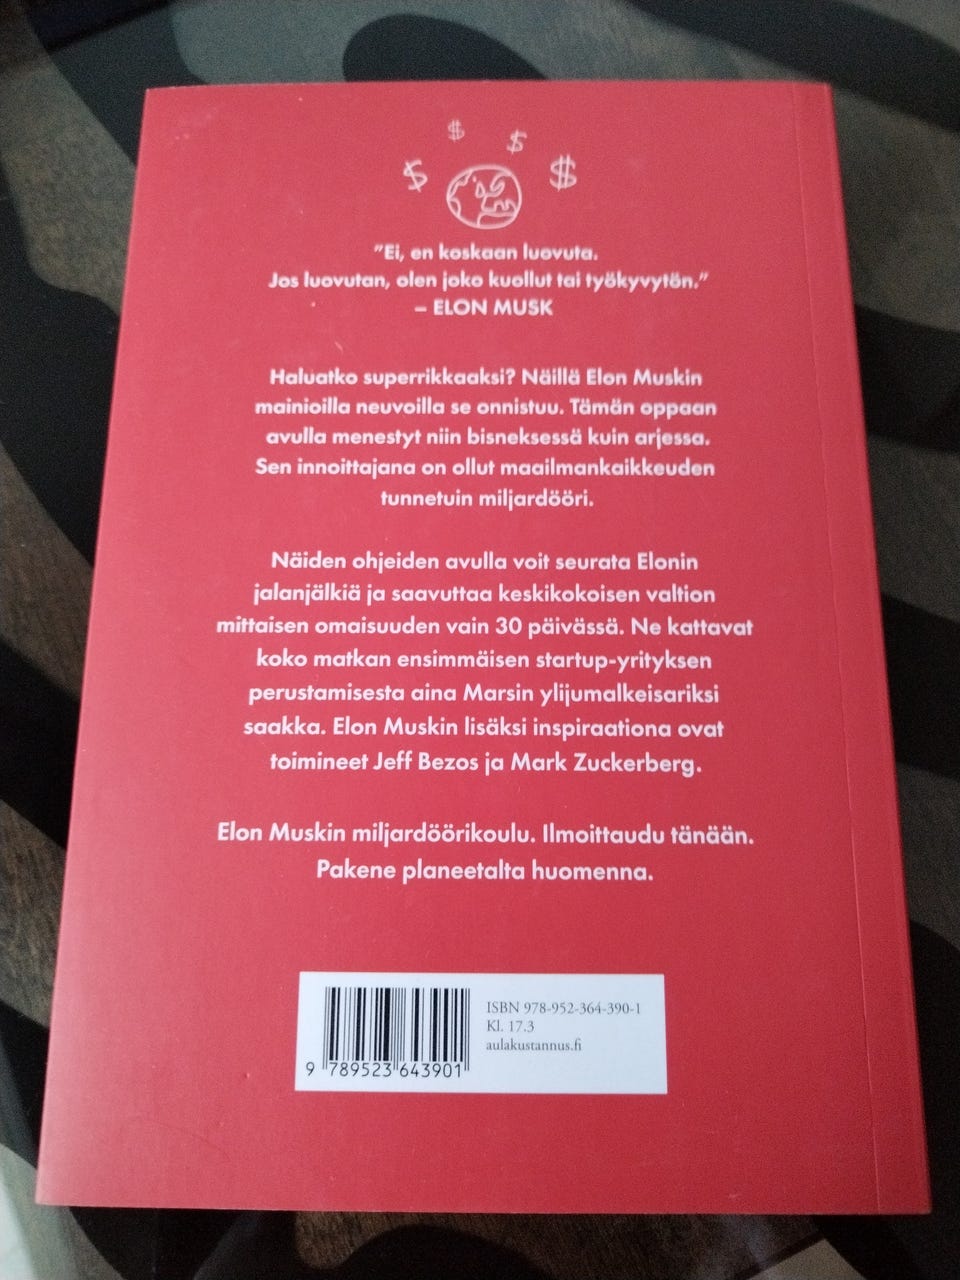 $ $ $ $
”Ei, en koskaan luovuta.
Jos luovutan, olen joko kuollut tai työkyvytön.”
– ELON MUSK
Haluatko superrikkaaksi? Näillä Elon Muskin
mainioilla neuvoilla se onnistuu. Tämän oppaan
avulla menestyt niin bisneksessä kuin arjessa.
Sen innoittajana on ollut maailmankaikkeuden
tunnetuin miljardööri.
Näiden ohjeiden avulla voit seurata Elonin
jalanjälkiä ja saavuttaa keskikokoisen valtion
mittaisen omaisuuden vain 30 päivässä. Ne kattavat
koko matkan ensimmäisen startup-yrityksen
perustamisesta aina Marsin ylijumalkeisariksi
saakka. Elon Muskin lisäksi inspiraationa ovat
toimineet Jeff Bezos ja Mark Zuckerberg.
Elon Muskin miljardöörikoulu. Ilmoittaudu tänään.
Pakene planeetalta huomenna.
ISBN 978-952-364-390-1
Kl. 17.3
aulakustannus.fi
9 789523 643901